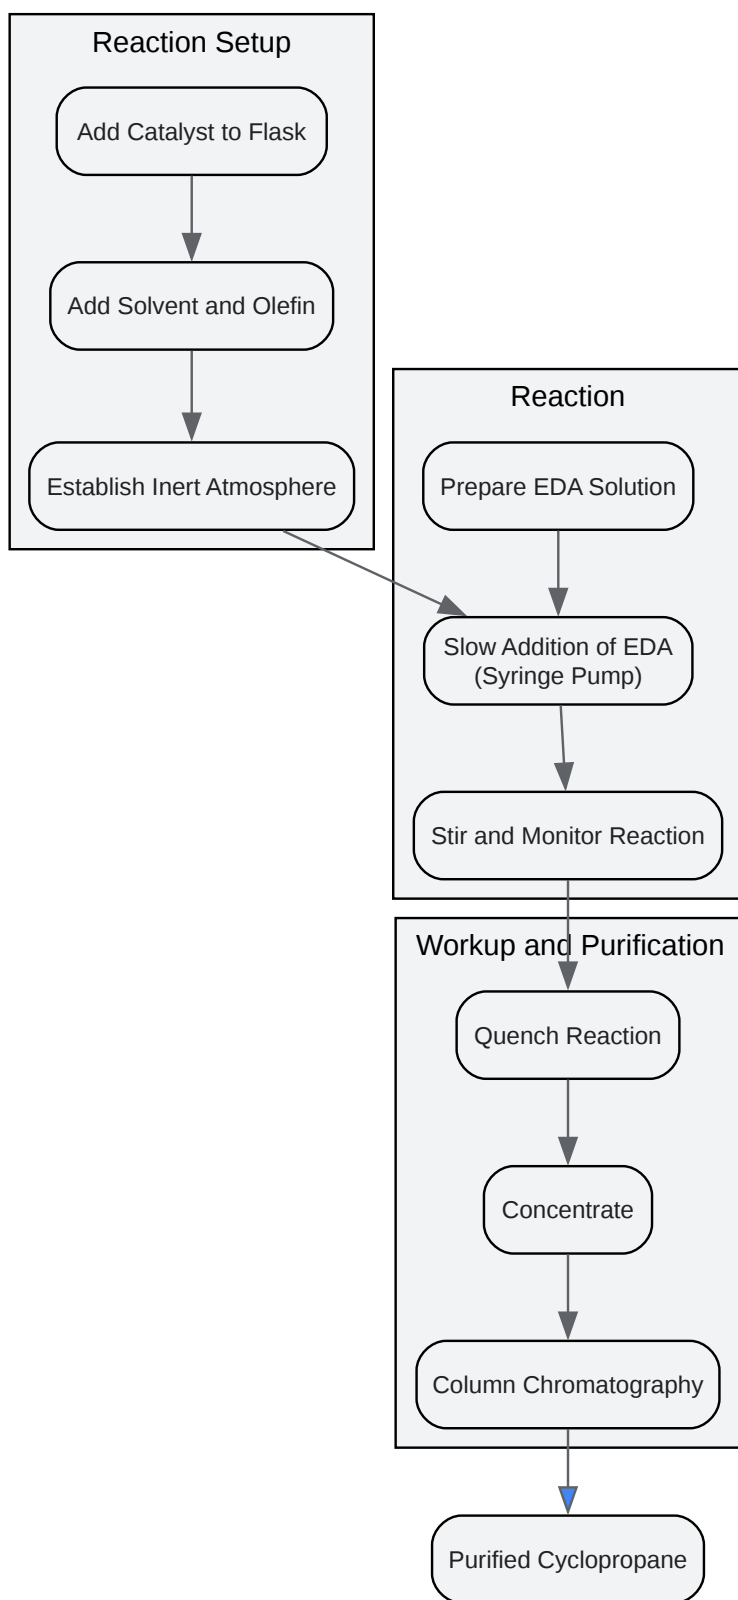 Reaction Setup
Add Catalyst to Flask
Add Solvent and Olefin
Establish Inert Atmosphere
Reaction
Prepare EDA Solution
Slow Addition of EDA
(Syringe Pump)
Stir and Monitor Reaction
Workup and Purification
Quench Reaction
Concentrate
Column Chromatography
Purified Cyclopropane